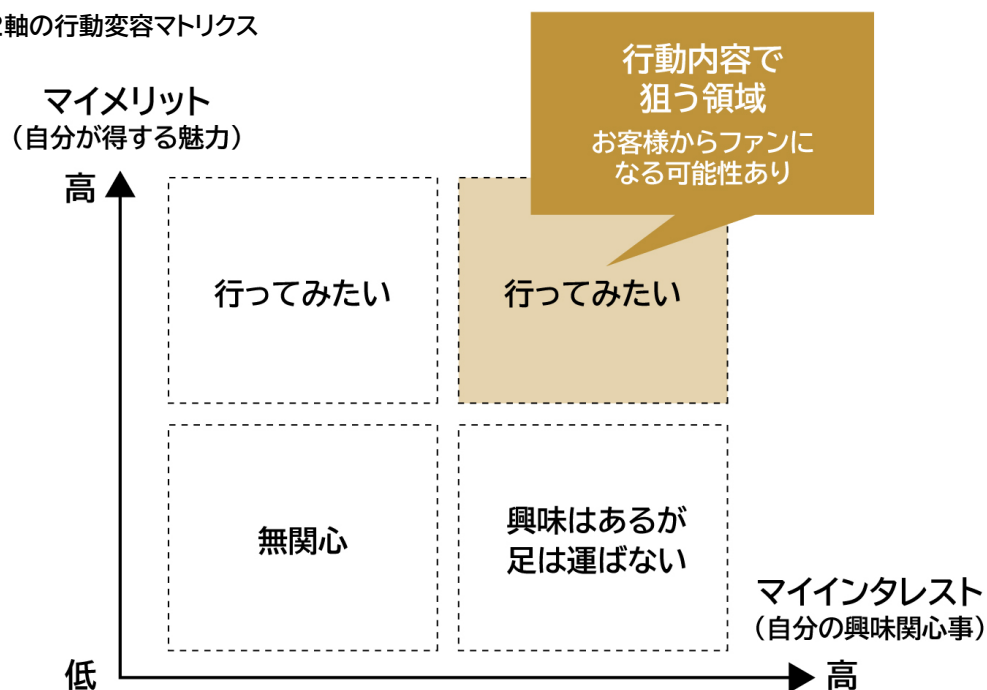 2軸の行動変容マトリクス
行動内容で
狙う領域
お客様からファンに
なる可能性あり
マイメリット
（自分が得する魅力）
高
行ってみたい
行ってみたい
無関心
興味はあるが
足は運ばない
マイインタレスト
（自分の興味関心事）
低
高